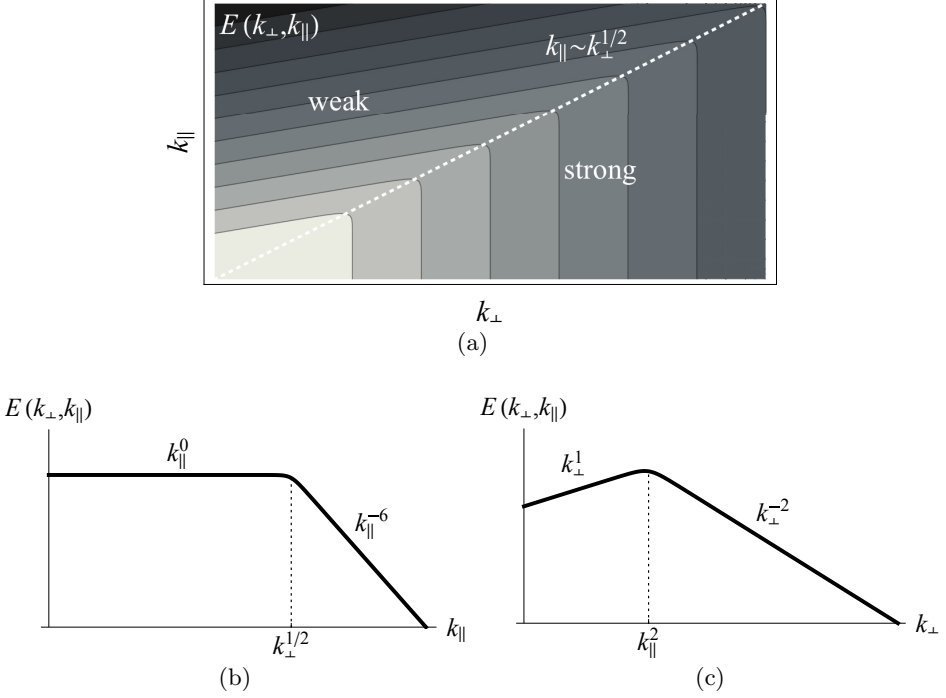 E (k⊥,k∥)
k∥~k⊥^1/2
weak
k∥
strong
k⊥
(a)
E (k⊥,k∥)
k∥^0
k∥^−6
k∥
k⊥^1/2
(b)
E (k⊥,k∥)
k⊥^1
k⊥^−2
k⊥
k∥^2
(c)